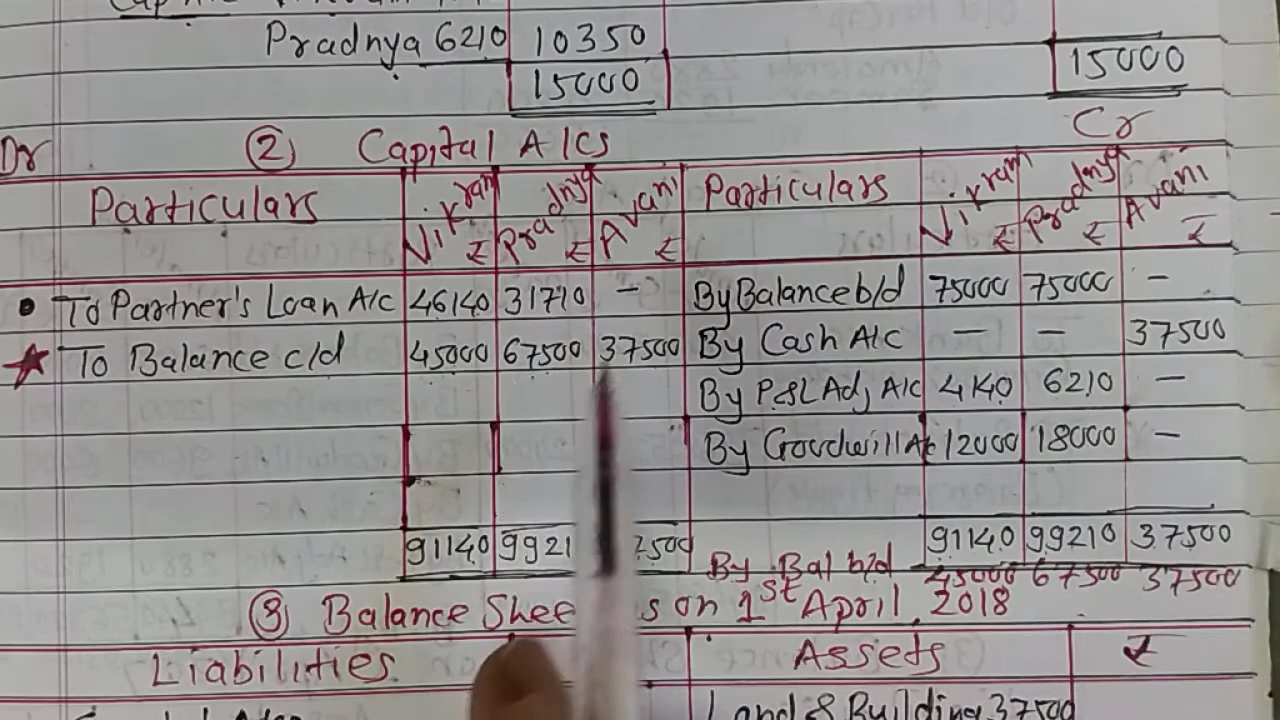 Pradnya 6210 10350
15000 15000
Dr ② Capital A/Cs Cr
Particulars Vikram ₹ Pradnya ₹ Avani ₹ Particulars Vikram ₹ Pradnya ₹ Avani ₹
• To Partner's Loan A/c 46140 31710 - By Balance b/d 75000 75000 -
★ To Balance c/d 45000 67500 37500 By Cash A/C - - 37500
By P&L Adj A/C 4140 6210 -
By Goodwill A/c 12000 18000 -
91140 9921 7500 91140 99210 37500
By Bal b/d 45000 67500 37500
③ Balance Shee s on 1st April, 2018
Liabilities Assets ₹
Land & Building 37500